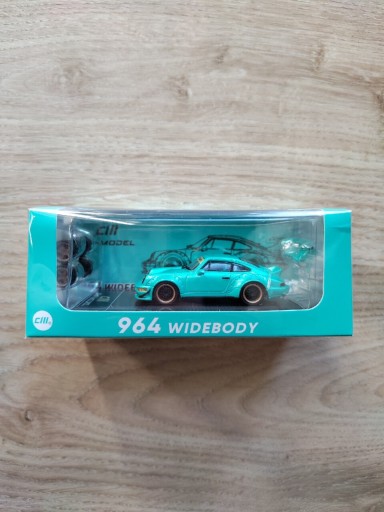 cm.
MODEL
WIDEB
cm.
964 WIDEBODY